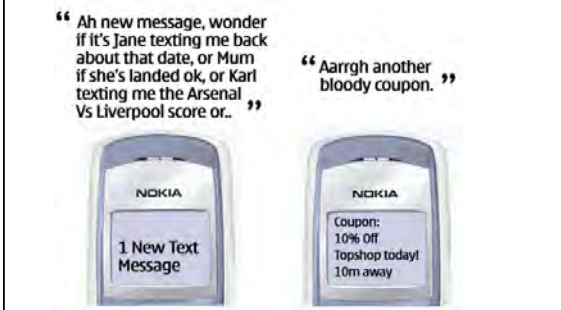 “ Ah new message, wonder
if it's Jane texting me back
about that date, or Mum
if she's landed ok, or Karl
texting me the Arsenal
Vs Liverpool score or.. ”
“ Aarrgh another
bloody coupon. ”
NOKIA
1 New Text
Message
NOKIA
Coupon:
10% Off
Topshop today!
10m away